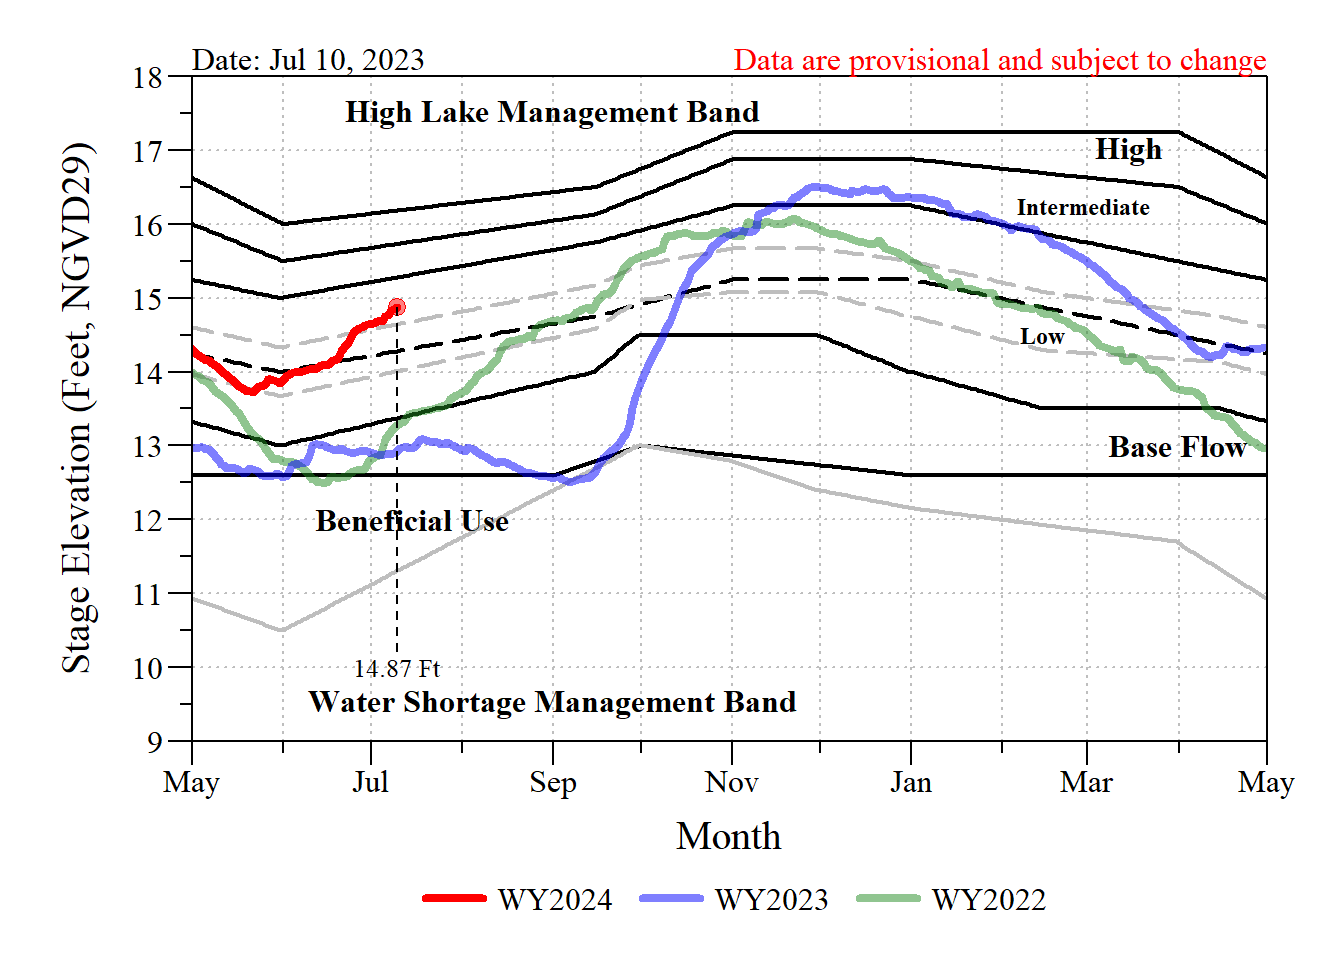 Date: Jul 10, 2023
Data are provisional and subject to change
18
High Lake Management Band
17
High
16
Intermediate
15
Low
14
13
Base Flow
12
Beneficial Use
11
10
14.87 Ft
Water Shortage Management Band
9
Stage Elevation (Feet, NGVD29)
May Jul Sep Nov Jan Mar May
Month
WY2024 WY2023 WY2022